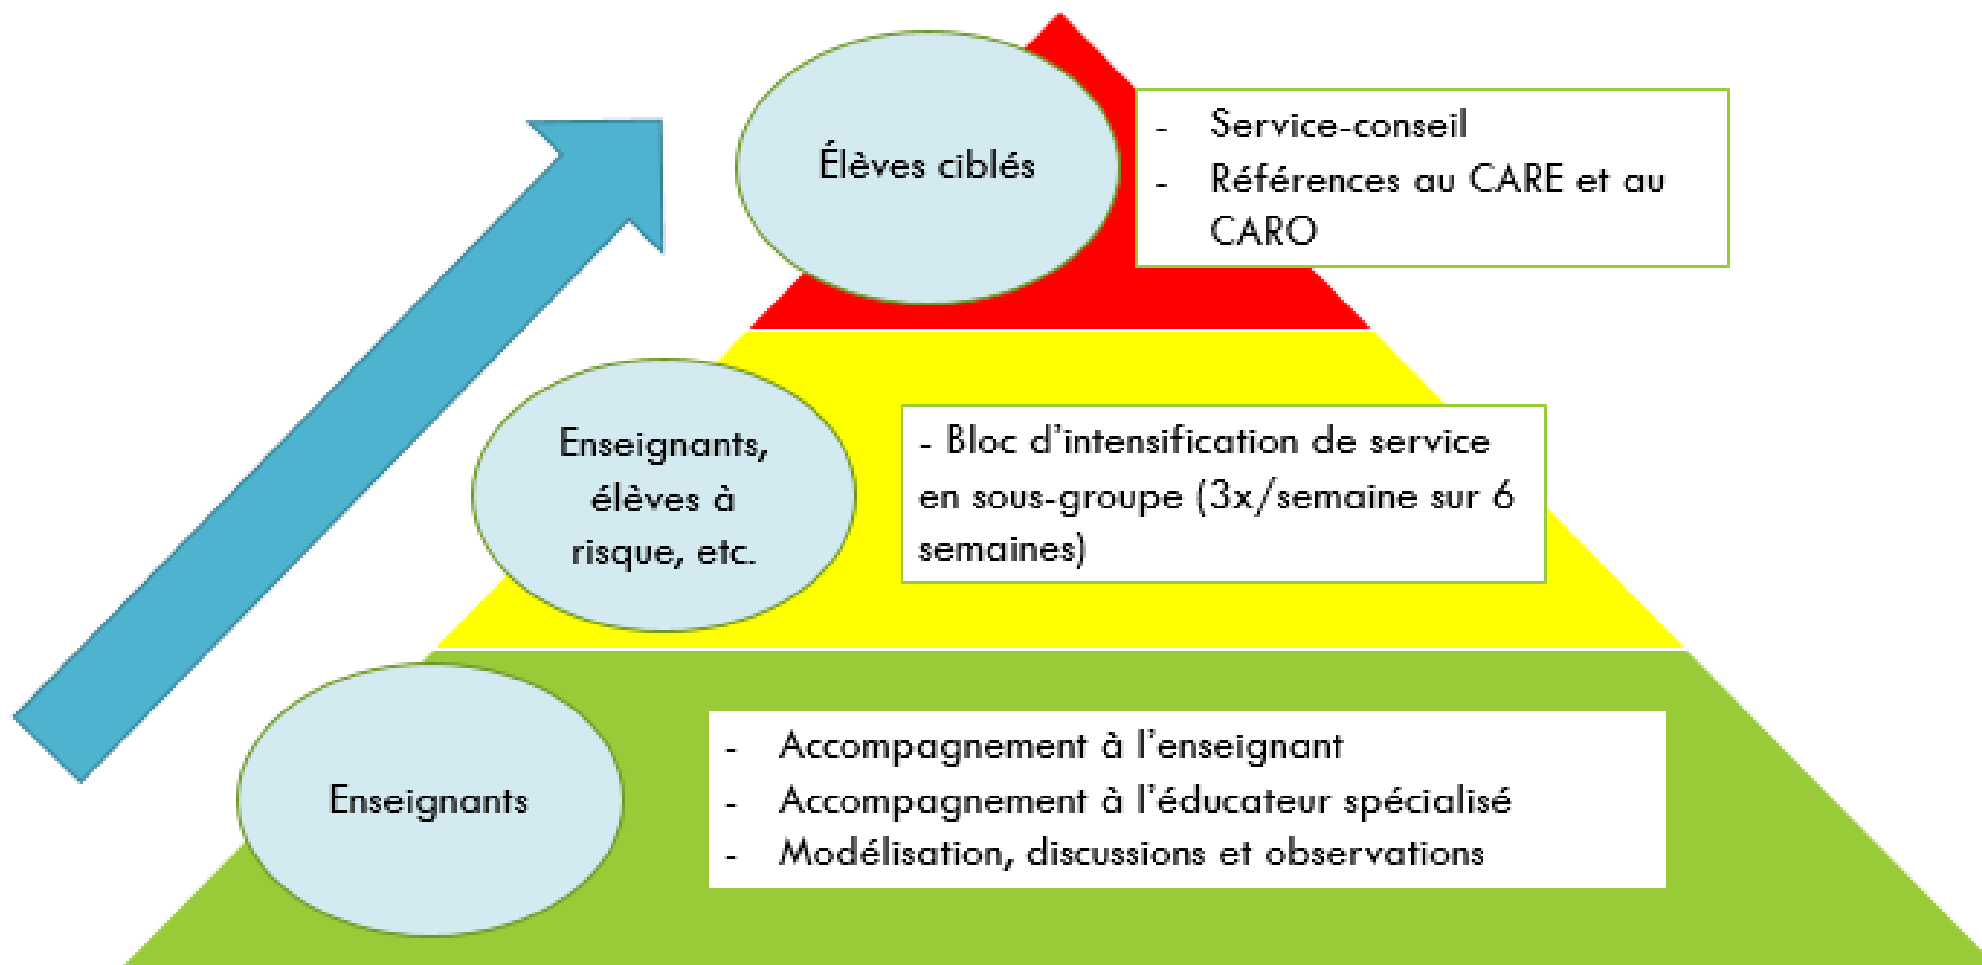 Élèves ciblés
- Service-conseil
- Références au CARE et au
CARO
Enseignants,
élèves à
risque, etc.
- Bloc d'intensification de service
en sous-groupe (3x/semaine sur 6
semaines)
Enseignants
- Accompagnement à l'enseignant
- Accompagnement à l'éducateur spécialisé
- Modélisation, discussions et observations